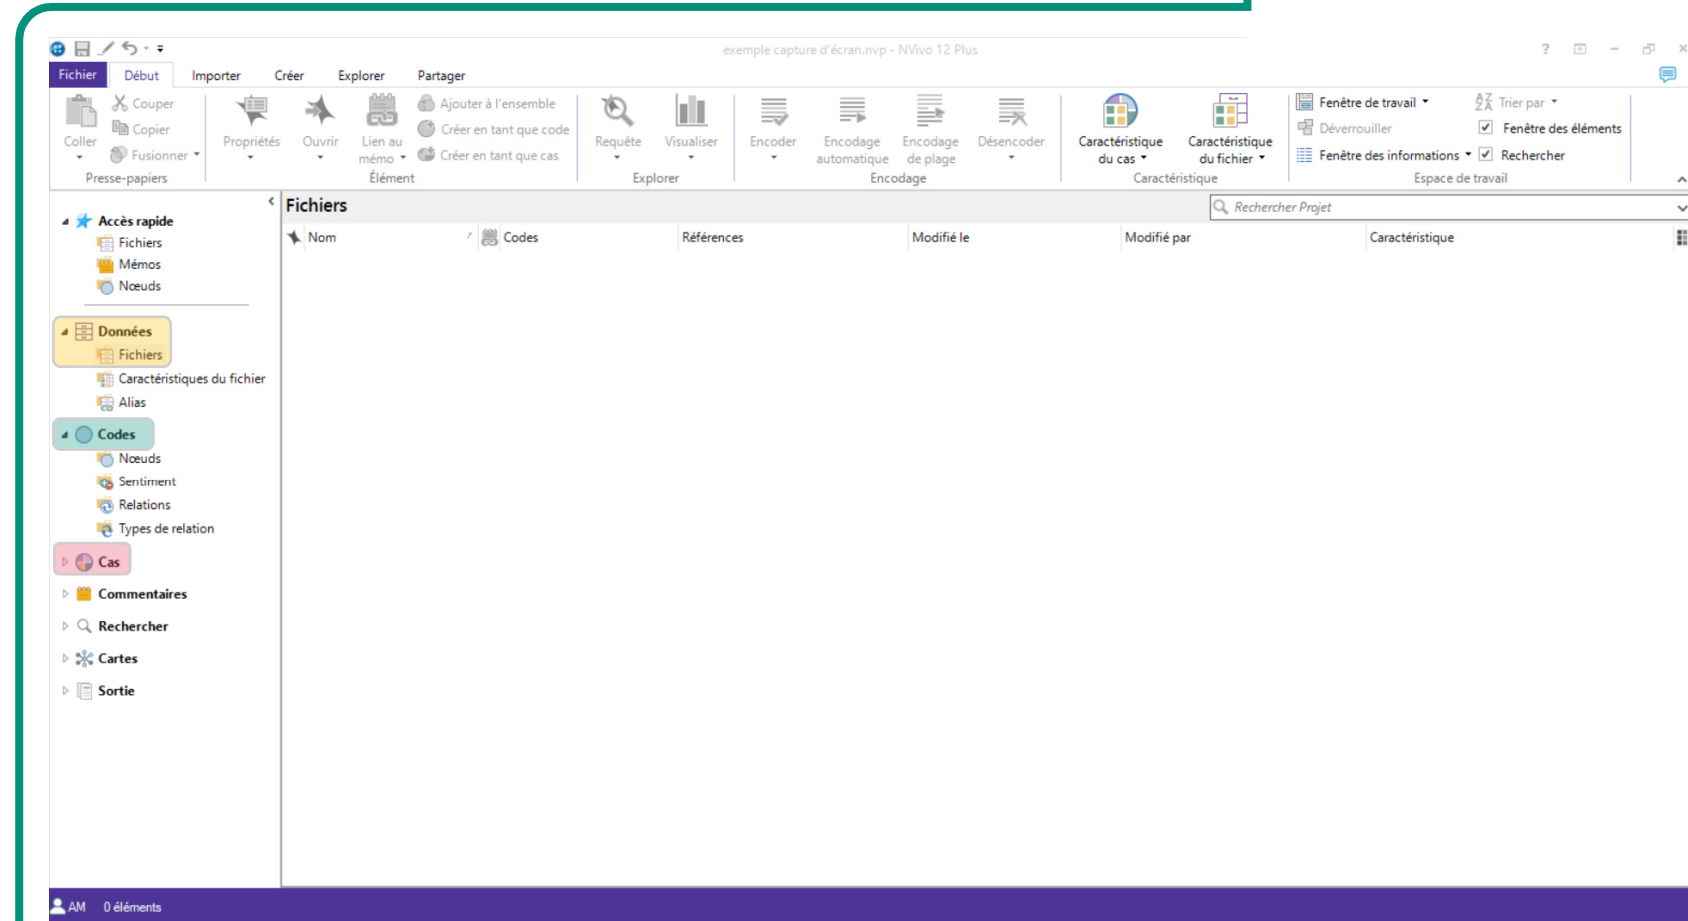 exemple capture d'écran.nvp - NVivo 12 Plus
?
Fichier Début Importer Créer Explorer Partager
Coller
Couper
Copier
Fusionner
Presse-papiers
Propriétés
Ouvrir
Lien au
mémo
Ajouter à l'ensemble
Créer en tant que code
Créer en tant que cas
Élément
Requête
Visualiser
Explorer
Encoder
Encodage
automatique
Encodage
de plage
Désencoder
Encodage
Caractéristique
du cas
Caractéristique
du fichier
Caractéristique
Fenêtre de travail
Déverrouiller
Fenêtre des informations
Trier par
Fenêtre des éléments
Rechercher
Espace de travail
Accès rapide
Fichiers
Mémos
Nœuds
Données
Fichiers
Caractéristiques du fichier
Alias
Codes
Nœuds
Sentiment
Relations
Types de relation
Cas
Commentaires
Rechercher
Cartes
Sortie
Fichiers
Rechercher Projet
Nom Codes Références Modifié le Modifié par Caractéristique
AM 0 éléments